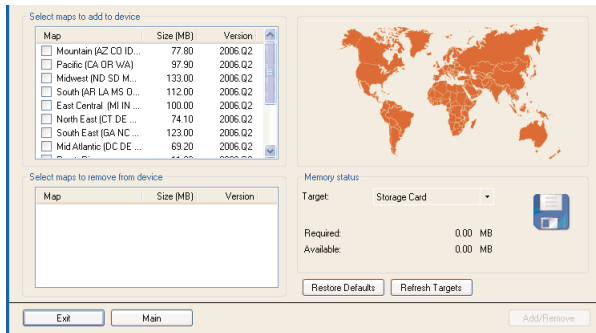 Select maps to add to device
Map Size (MB) Version
Mountain (AZ CO ID... 77.80 2006.Q2
Pacific (CA OR WA) 97.90 2006.Q2
Midwest (ND SD M... 133.00 2006.Q2
South (AR LA MS O... 112.00 2006.Q2
East Central (MI IN ... 100.00 2006.Q2
North East (CT DE ... 74.10 2006.Q2
South East (GA NC ... 123.00 2006.Q2
Mid Atlantic (DC DE ... 69.20 2006.Q2
Select maps to remove from device
Map Size (MB) Version
Memory status
Target: Storage Card
Required: 0.00 MB
Available: 0.00 MB
Restore Defaults Refresh Targets
Exit Main Add/Remove